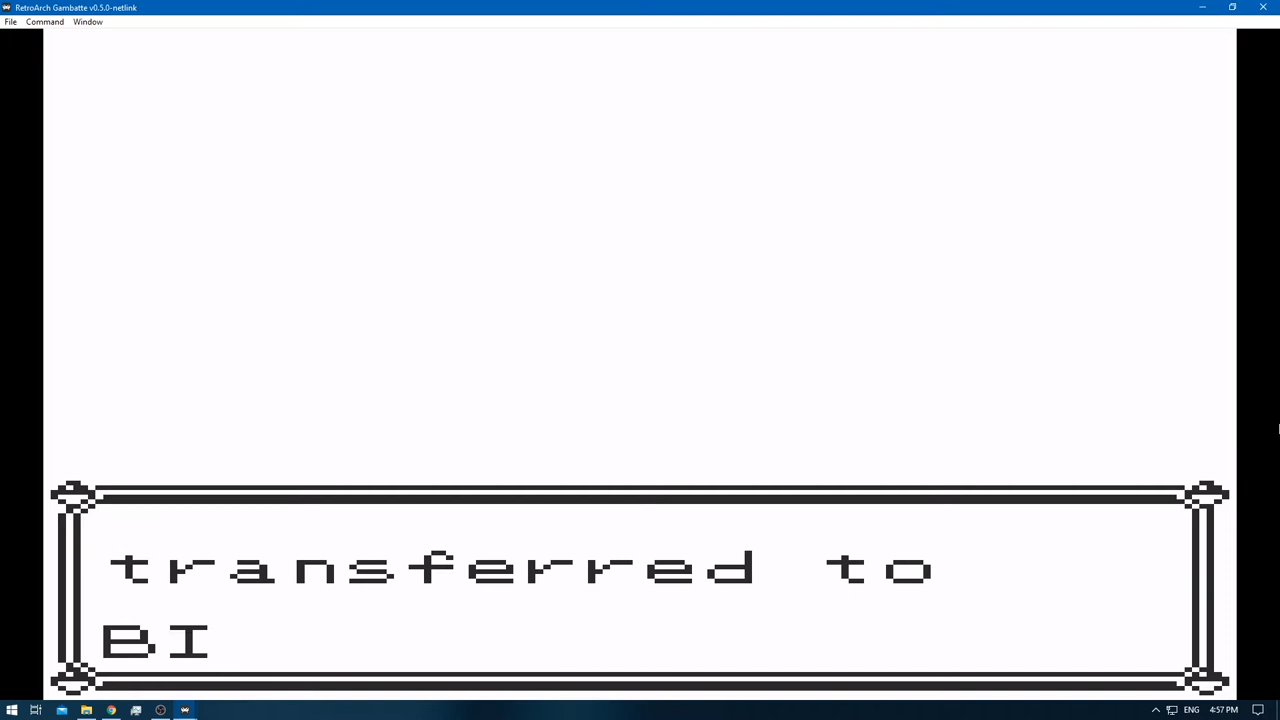 RetroArch Gambatte v0.5.0-netlink
File Command Window
transferred to
BI
ENG 4:57 PM